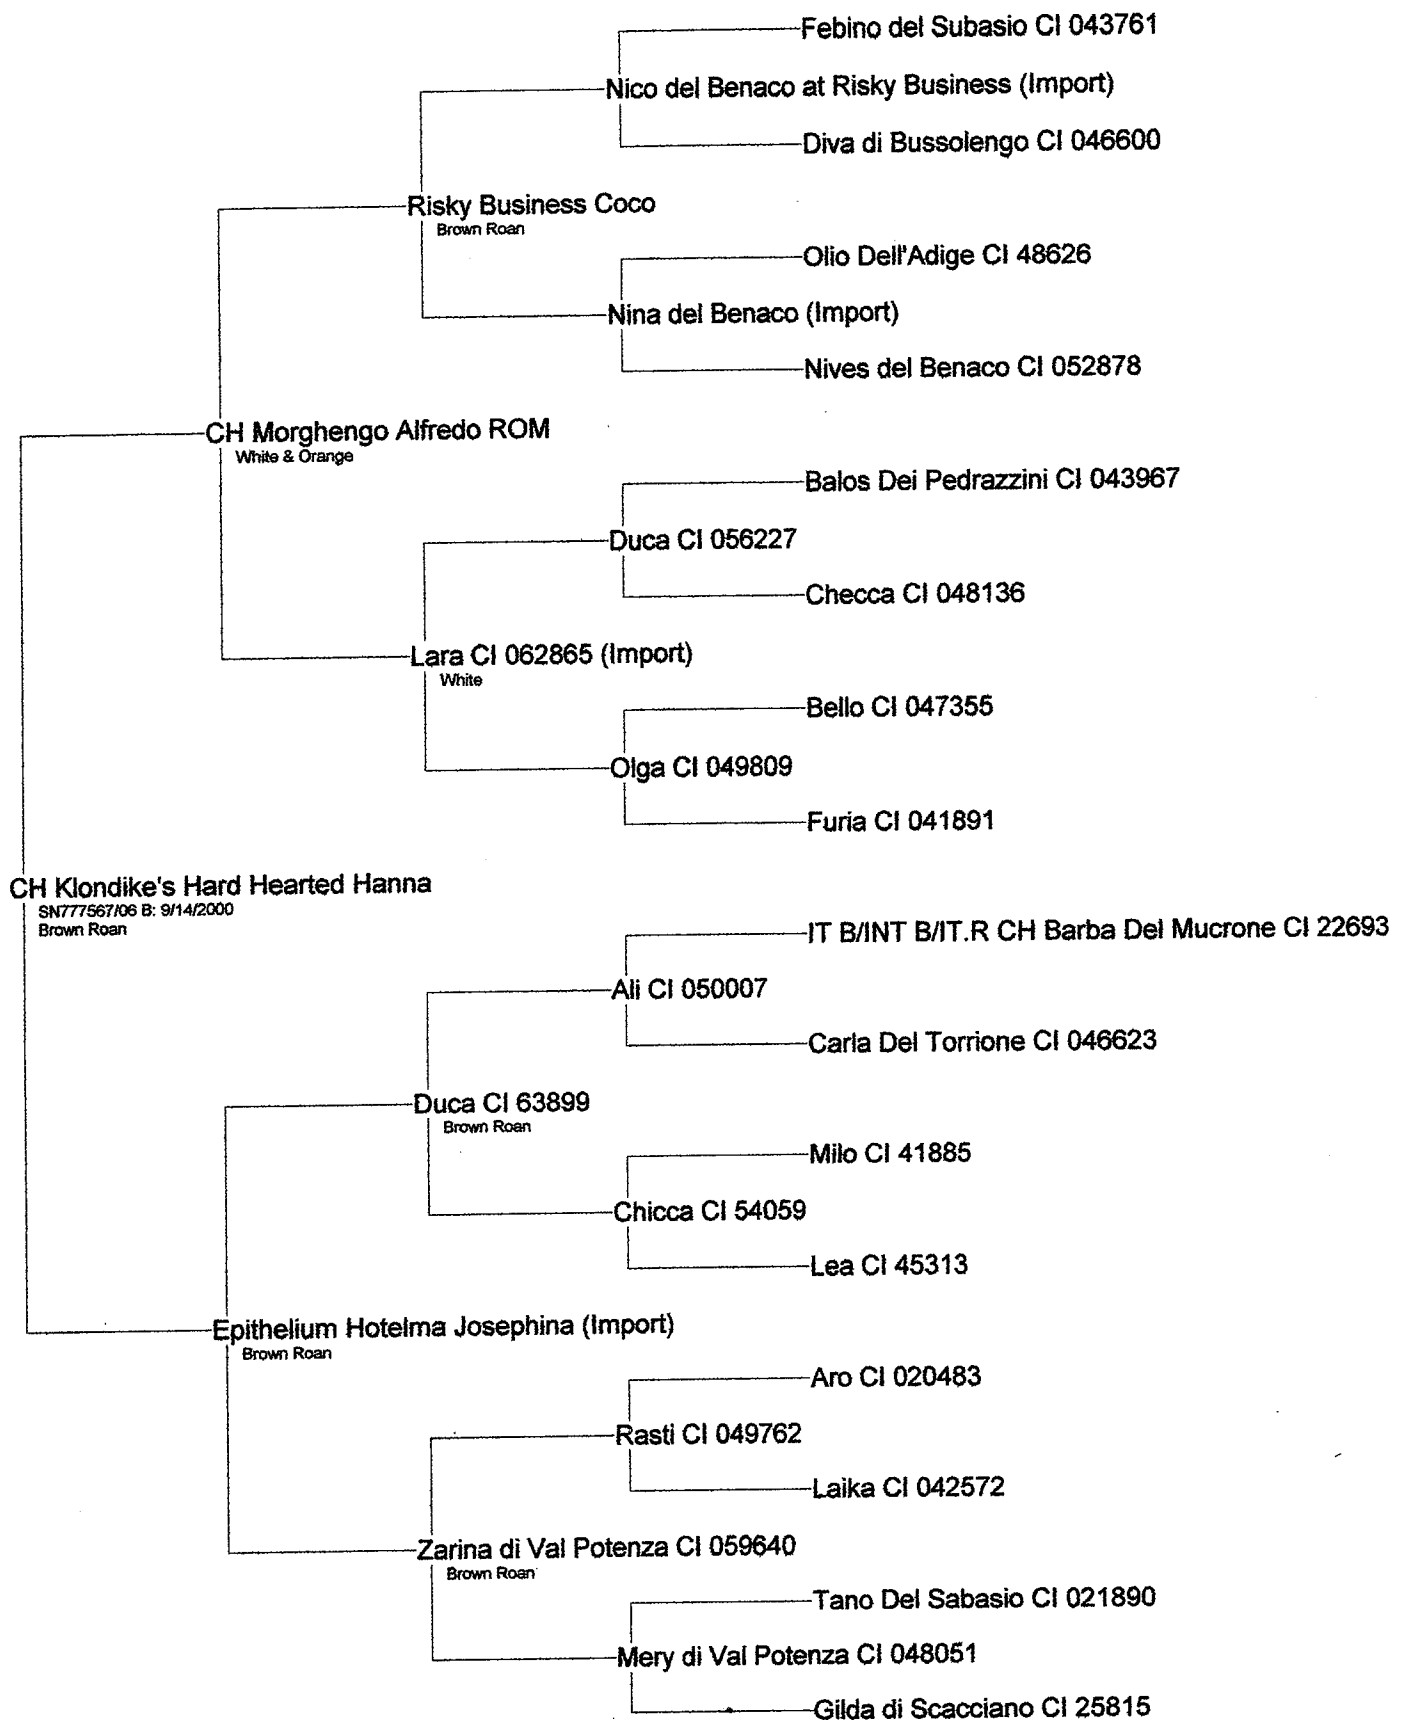 Febino del Subasio CI 043761
Nico del Benaco at Risky Business (Import)
Diva di Bussolengo CI 046600
Risky Business Coco
Brown Roan
Olio Dell'Adige CI 48626
Nina del Benaco (Import)
Nives del Benaco CI 052878
CH Morghengo Alfredo ROM
White & Orange
Balos Dei Pedrazzini CI 043967
Duca CI 056227
Checca CI 048136
Lara CI 062865 (Import)
White
Bello CI 047355
Olga CI 049809
Furia CI 041891
CH Klondike's Hard Hearted Hanna
SN777567/06 B: 9/14/2000
Brown Roan
IT B/INT B/IT.R CH Barba Del Mucrone CI 22693
Ali CI 050007
Carla Del Torrione CI 046623
Duca CI 63899
Brown Roan
Milo CI 41885
Chicca CI 54059
Lea CI 45313
Epithelium Hotelma Josephina (Import)
Brown Roan
Aro CI 020483
Rasti CI 049762
Laika CI 042572
Zarina di Val Potenza CI 059640
Brown Roan
Tano Del Sabasio CI 021890
Mery di Val Potenza CI 048051
Gilda di Scacciano CI 25815